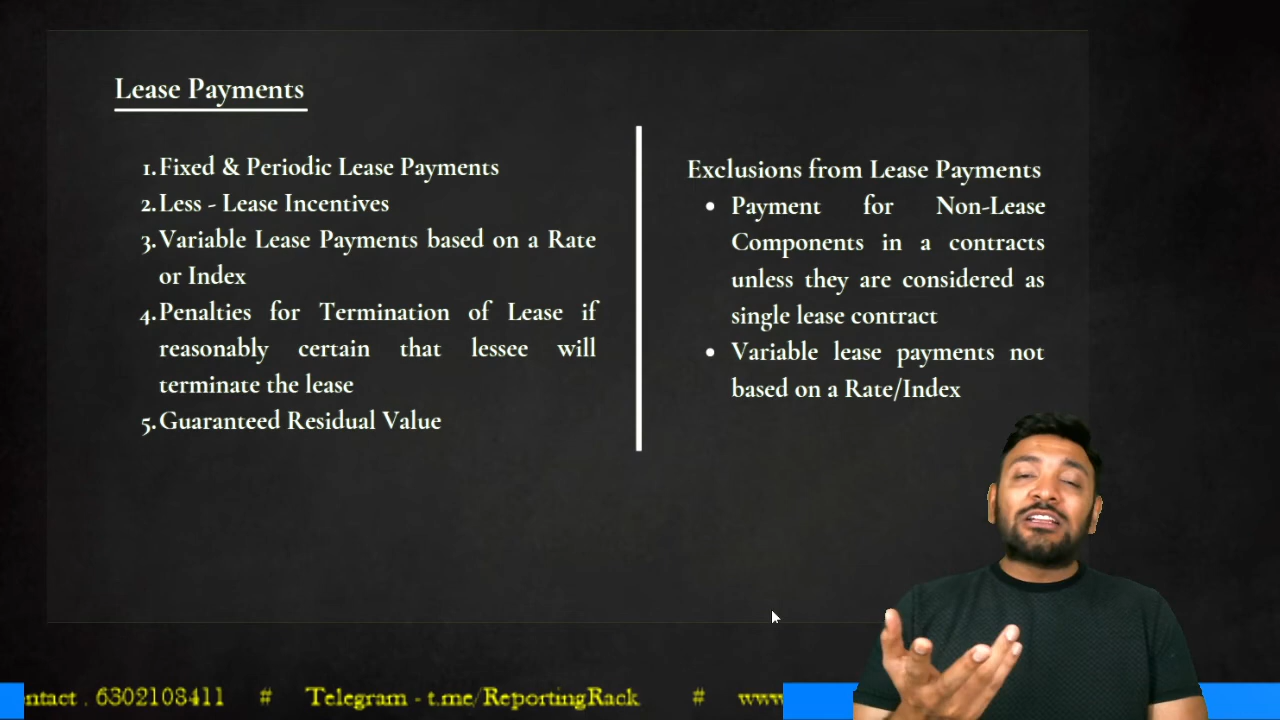 Lease Payments
1. Fixed & Periodic Lease Payments
2. Less - Lease Incentives
3. Variable Lease Payments based on a Rate
or Index
4. Penalties for Termination of Lease if
reasonably certain that lessee will
terminate the lease
5. Guaranteed Residual Value
Exclusions from Lease Payments
• Payment for Non-Lease
Components in a contracts
unless they are considered as
single lease contract
• Variable lease payments not
based on a Rate/Index
ntact . 6302108411 # Telegram - t.me/ReportingRack # www